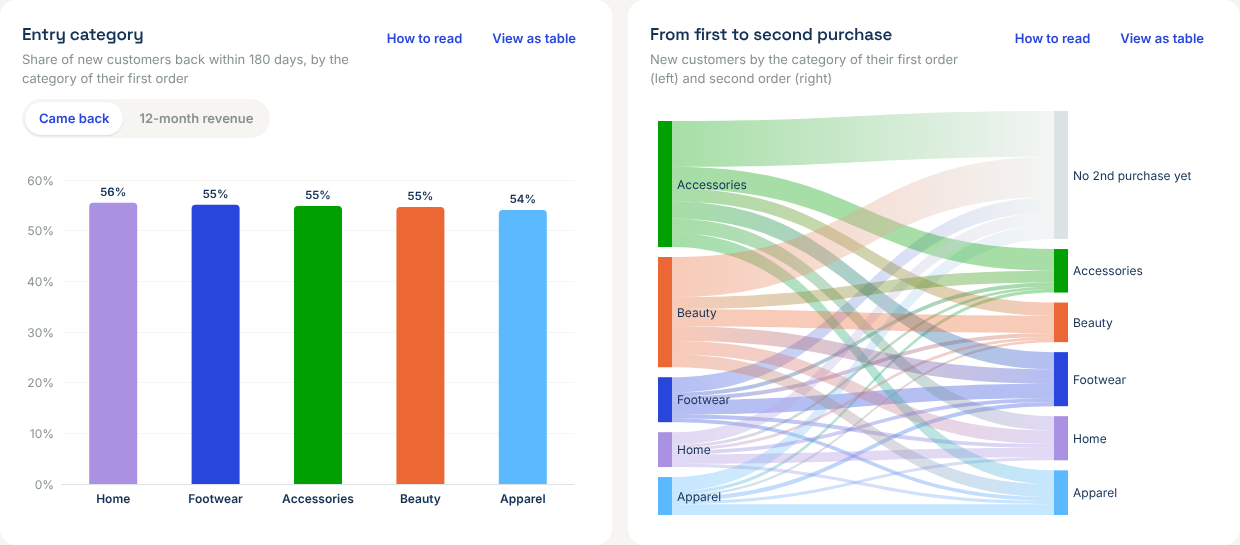 Entry category
How to read
View as table
Share of new customers back within 180 days, by the
category of their first order
Came back
12-month revenue
60%
50%
40%
30%
20%
10%
0%
56%
55%
55%
55%
54%
Home
Footwear
Accessories
Beauty
Apparel
From first to second purchase
How to read
View as table
New customers by the category of their first order
(left) and second order (right)
Accessories
Beauty
Footwear
Home
Apparel
No 2nd purchase yet
Accessories
Beauty
Footwear
Home
Apparel